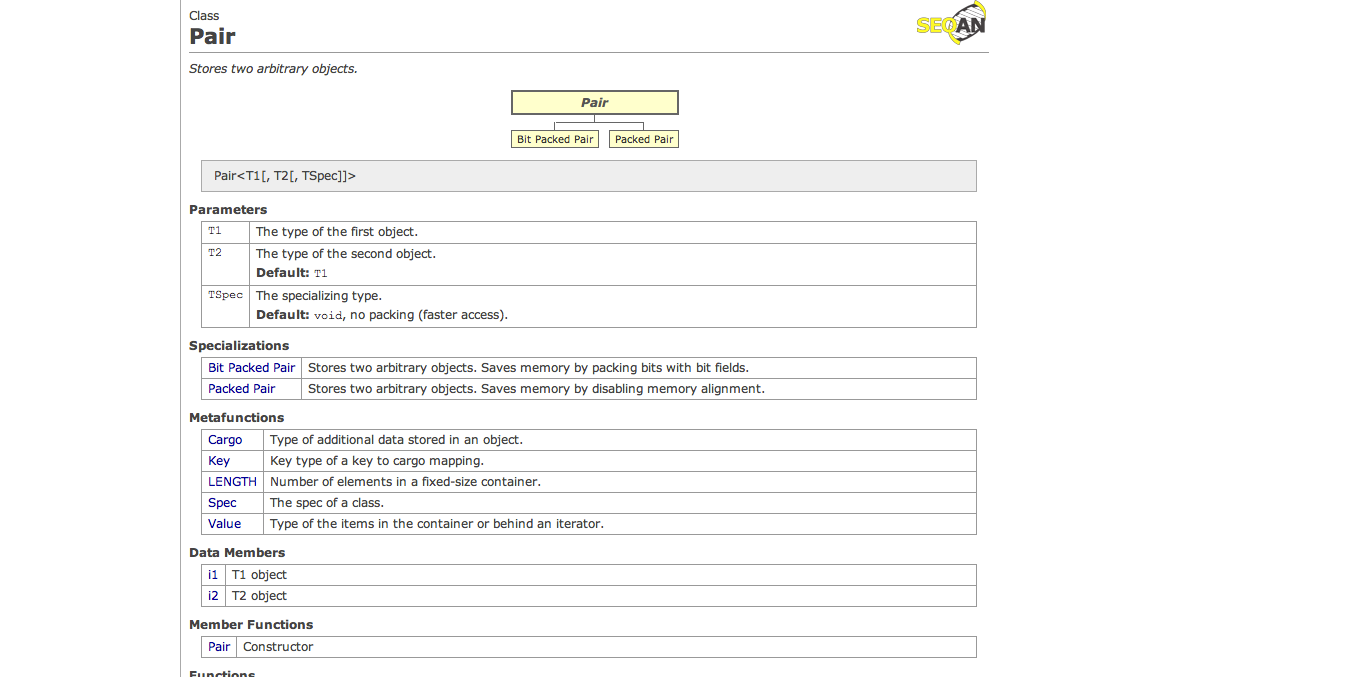 Class
Pair
SEQAN
Stores two arbitrary objects.
Pair
Bit Packed Pair Packed Pair
Pair<T1[, T2[, TSpec]]>
Parameters
T1 The type of the first object.
T2 The type of the second object.
Default: T1
TSpec The specializing type.
Default: void, no packing (faster access).
Specializations
Bit Packed Pair Stores two arbitrary objects. Saves memory by packing bits with bit fields.
Packed Pair Stores two arbitrary objects. Saves memory by disabling memory alignment.
Metafunctions
Cargo Type of additional data stored in an object.
Key Key type of a key to cargo mapping.
LENGTH Number of elements in a fixed-size container.
Spec The spec of a class.
Value Type of the items in the container or behind an iterator.
Data Members
i1 T1 object
i2 T2 object
Member Functions
Pair Constructor
Functions